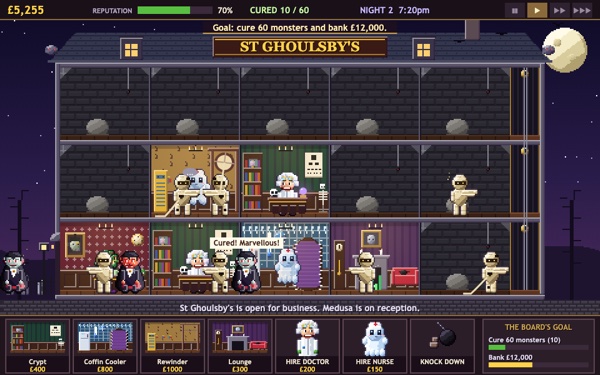 £5,255
REPUTATION 70%
CURED 10 / 60
NIGHT 2 7:20pm
Goal: cure 60 monsters and bank £12,000.
ST GHOULSBY'S
Cured! Marvellous!
St Ghoulsby's is open for business. Medusa is on reception.
Crypt
£400
Coffin Cooler
£800
Rewinder
£1000
Lounge
£300
HIRE DOCTOR
£200
HIRE NURSE
£150
KNOCK DOWN
THE BOARD'S GOAL
Cure 60 monsters (10)
Bank £12,000